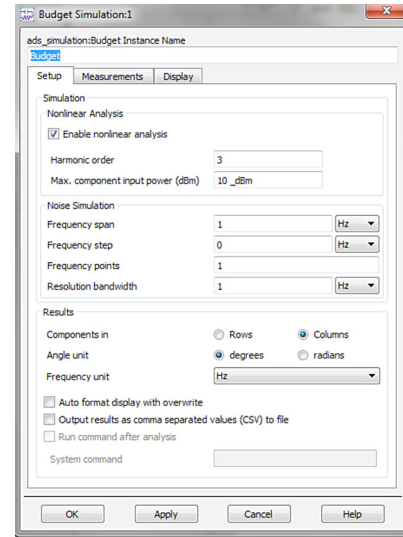 Budget Simulation:1
ads_simulation:Budget Instance Name
Budget
Setup Measurements Display
Simulation
Nonlinear Analysis
Enable nonlinear analysis
Harmonic order 3
Max. component input power (dBm) 10 _dBm
Noise Simulation
Frequency span 1 Hz
Frequency step 0 Hz
Frequency points 1
Resolution bandwidth 1 Hz
Results
Components in Rows Columns
Angle unit degrees radians
Frequency unit Hz
Auto format display with overwrite
Output results as comma separated values (CSV) to file
Run command after analysis
System command
OK Apply Cancel Help